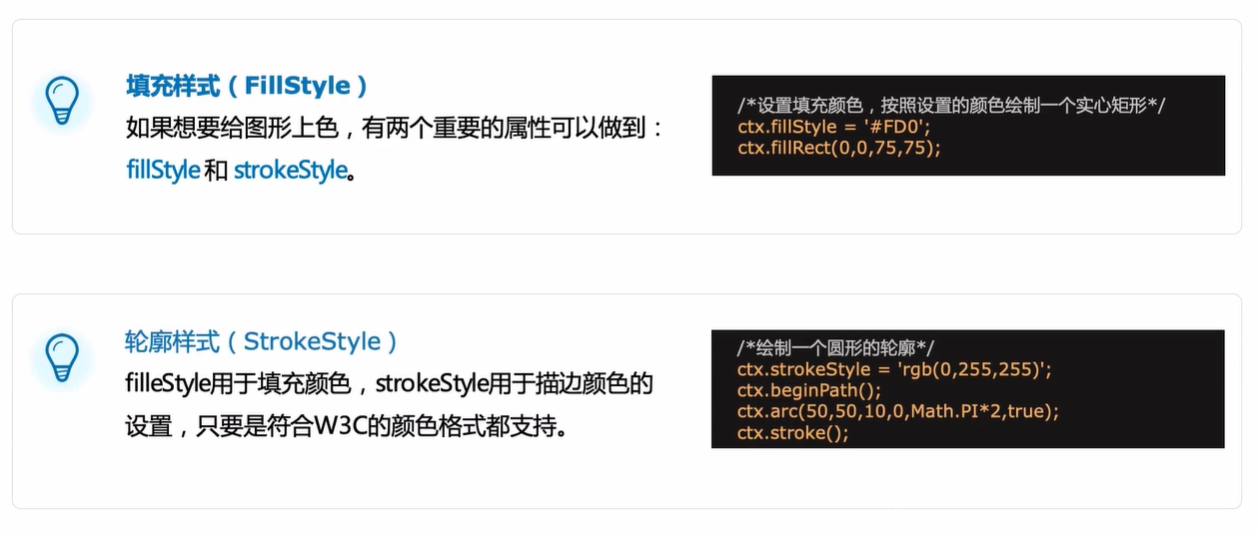 填充样式（FillStyle）
如果想要给图形上色，有两个重要的属性可以做到：
fillStyle 和 strokeStyle。
/*设置填充颜色，按照设置的颜色绘制一个实心矩形*/
ctx.fillStyle = '#FD0';
ctx.fillRect(0,0,75,75);
轮廓样式（StrokeStyle）
filleStyle用于填充颜色，strokeStyle用于描边颜色的
设置，只要是符合W3C的颜色格式都支持。
/*绘制一个圆形的轮廓*/
ctx.strokeStyle = 'rgb(0,255,255)';
ctx.beginPath();
ctx.arc(50,50,10,0,Math.PI*2,true);
ctx.stroke();